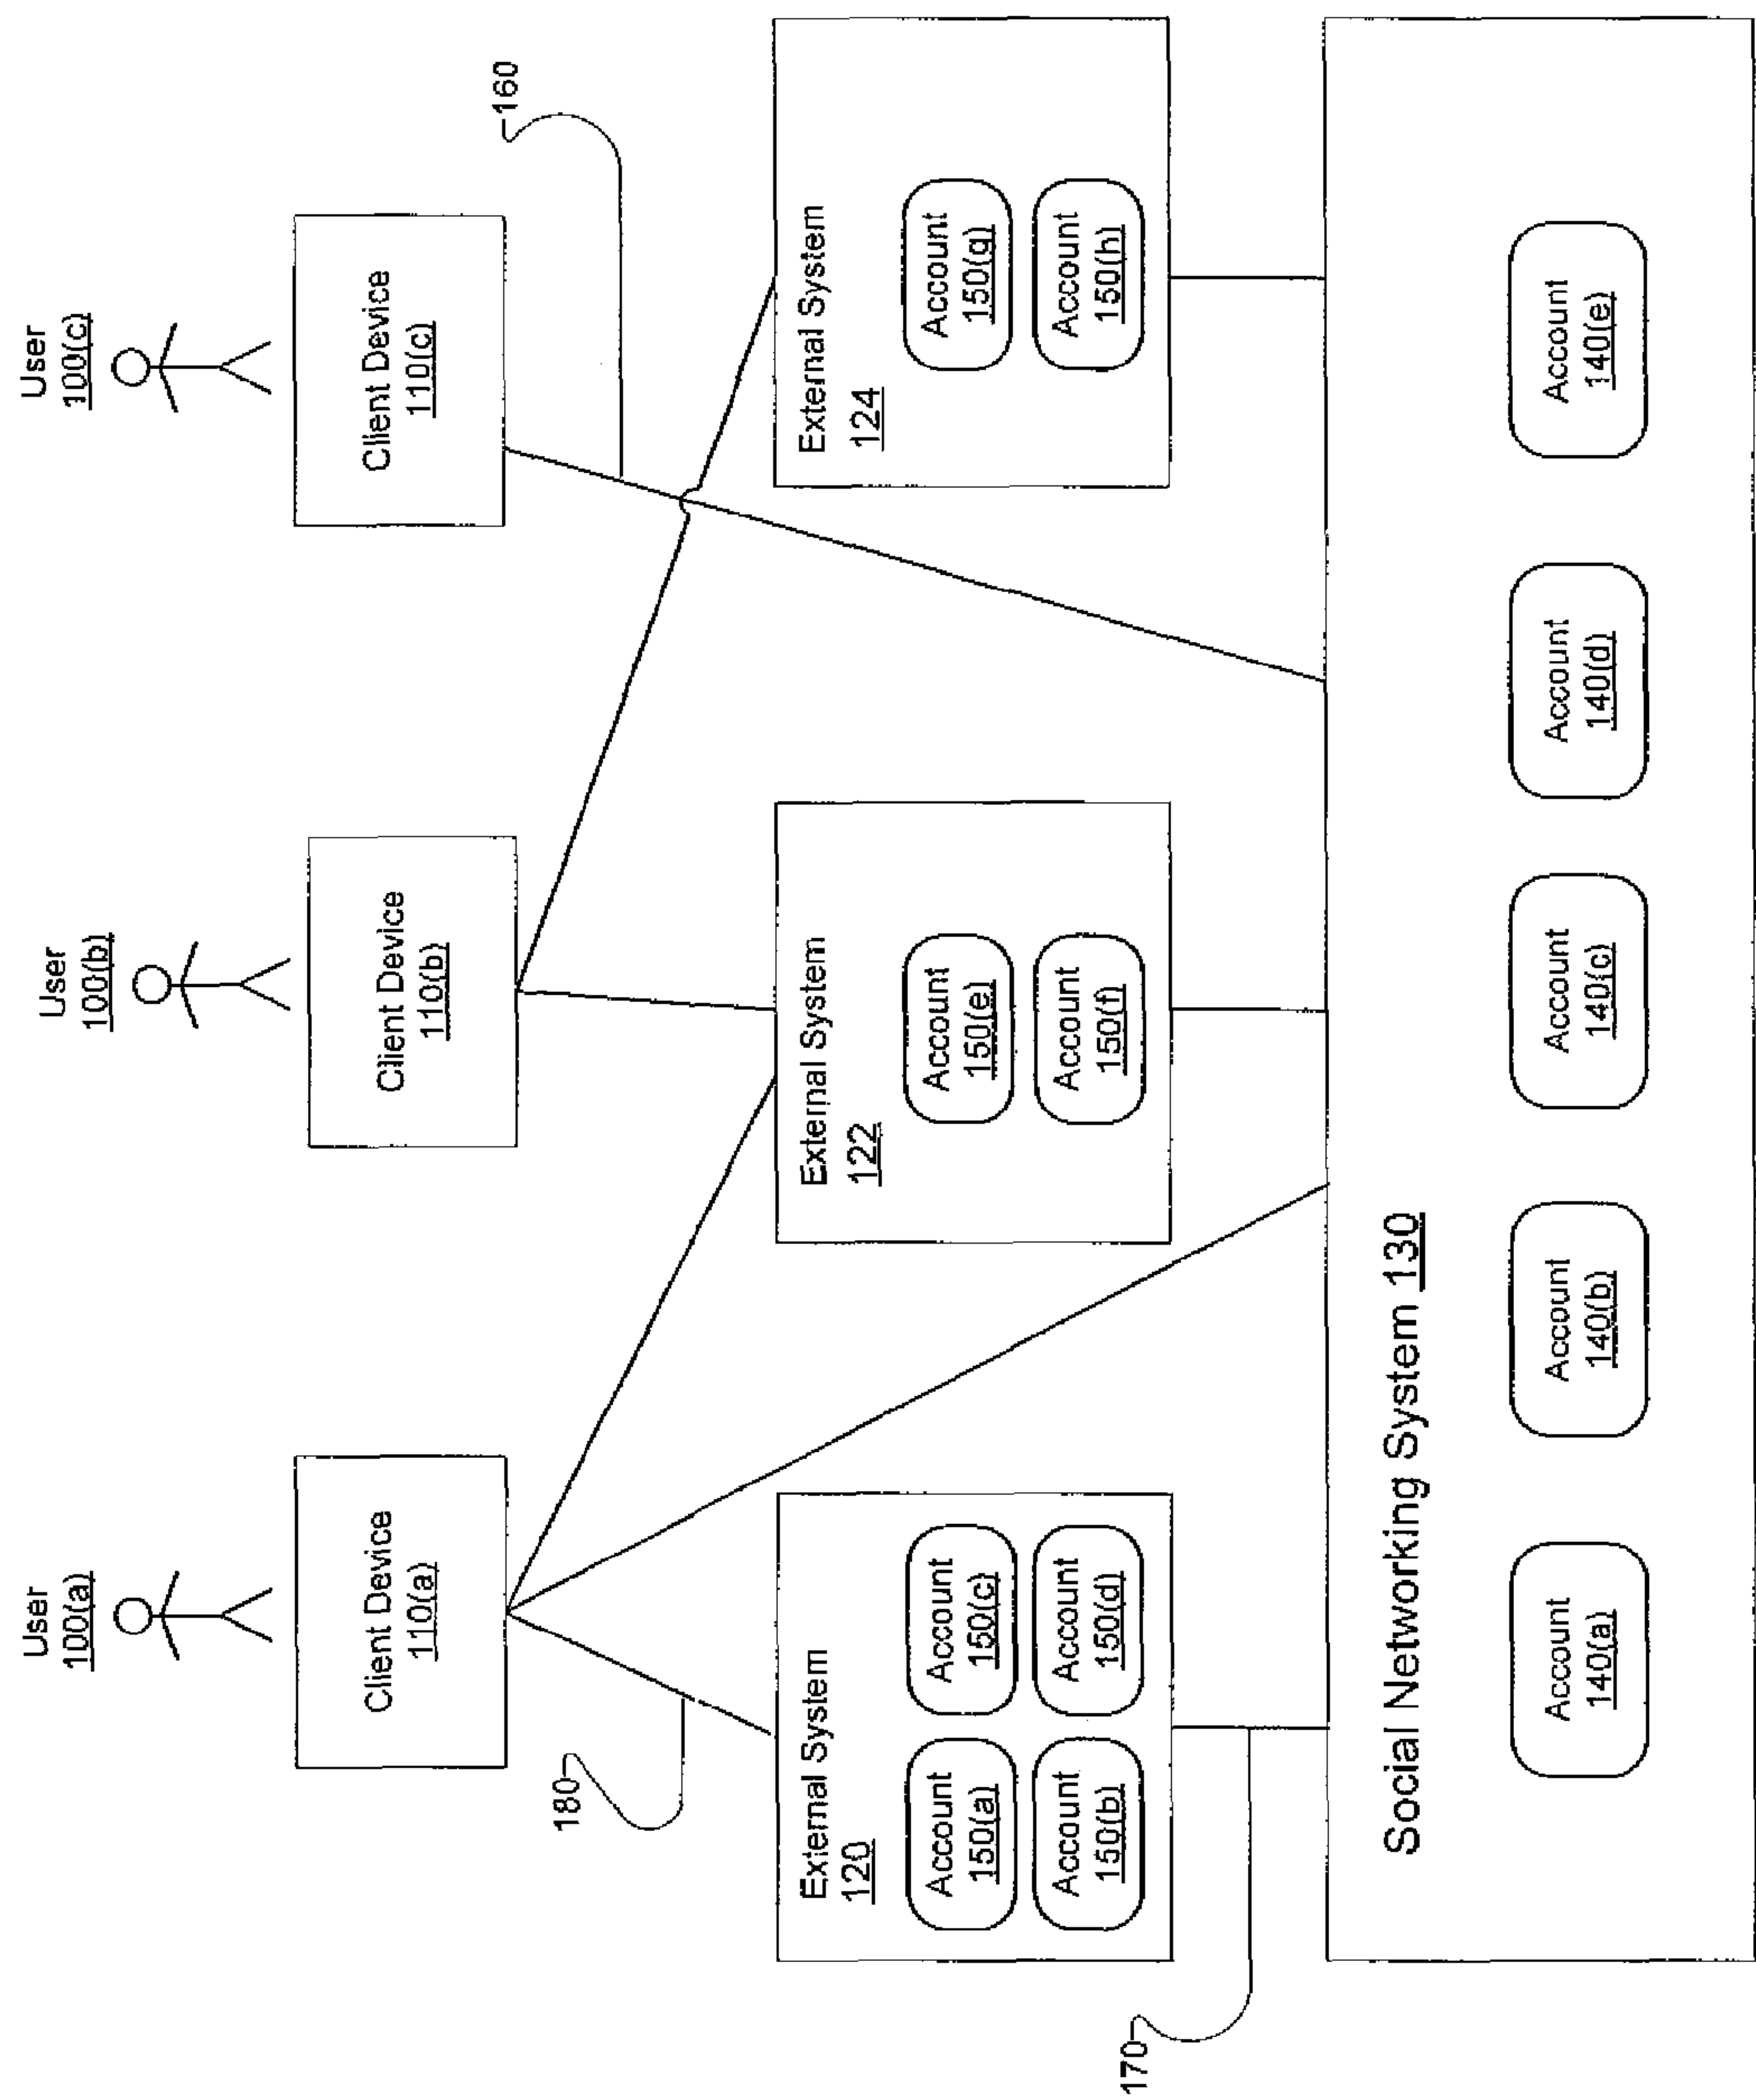 User
100(a)
User
100(b)
User
100(c)
Client Device
110(a)
Client Device
110(b)
Client Device
110(c)
180
160
External System
120
Account
150(a)
Account
150(c)
Account
150(b)
Account
150(d)
External System
122
Account
150(e)
Account
150(f)
External System
124
Account
150(g)
Account
150(h)
170
Social Networking System 130
Account
140(a)
Account
140(b)
Account
140(c)
Account
140(d)
Account
140(e)